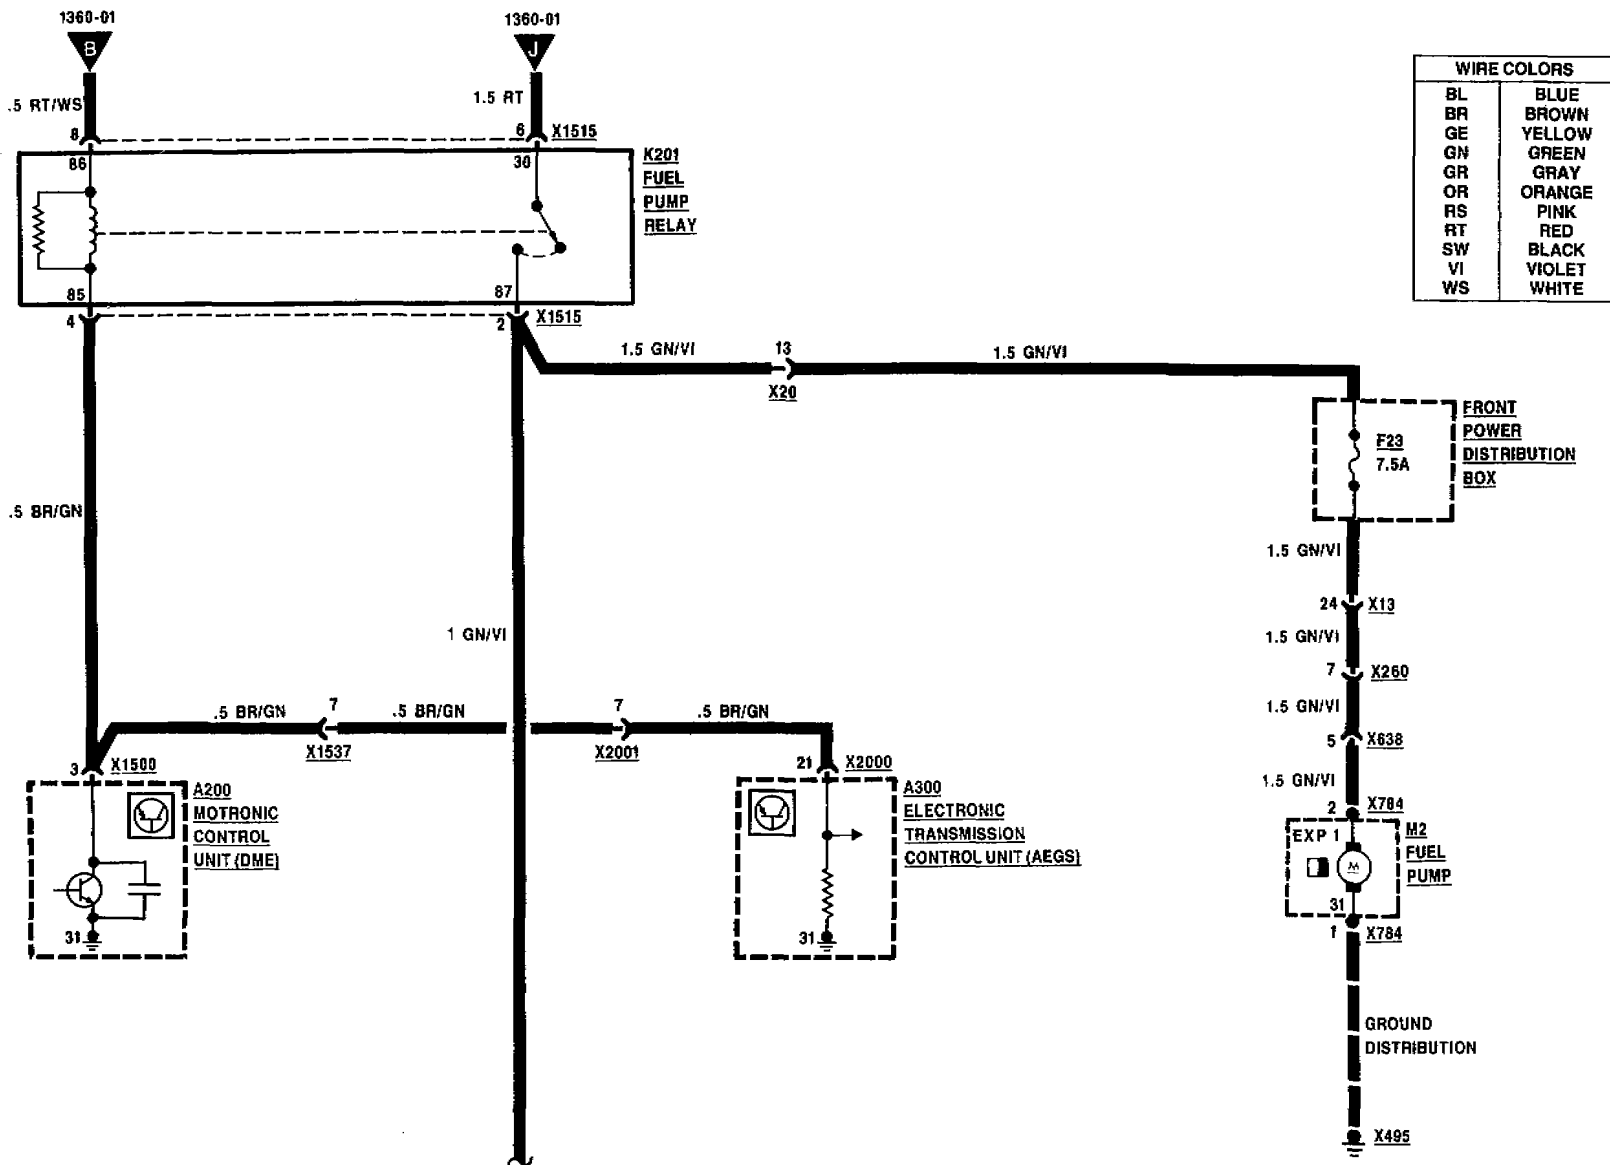 1360-01
1360-01
B
J
.5 RT/WS
1.5 RT
8
6 X1515
86
30
K201
FUEL
PUMP
RELAY
85
87
4
2
X1515
WIRE COLORS
BL BLUE
BR BROWN
GE YELLOW
GN GREEN
GR GRAY
OR ORANGE
RS PINK
RT RED
SW BLACK
VI VIOLET
WS WHITE
1.5 GN/VI
13
X20
1.5 GN/VI
F23
7.5A
FRONT
POWER
DISTRIBUTION
BOX
.5 BR/GN
1 GN/VI
1.5 GN/VI
24 X13
1.5 GN/VI
7 X260
1.5 GN/VI
5 X638
1.5 GN/VI
2 X784
.5 BR/GN
7
X1537
.5 BR/GN
7
X2001
.5 BR/GN
3 X1500
21 X2000
A200
MOTRONIC
CONTROL
UNIT (DME)
31
A300
ELECTRONIC
TRANSMISSION
CONTROL UNIT (AEGS)
31
EXP 1
M
M2
FUEL
PUMP
31
1 X784
GROUND
DISTRIBUTION
X495